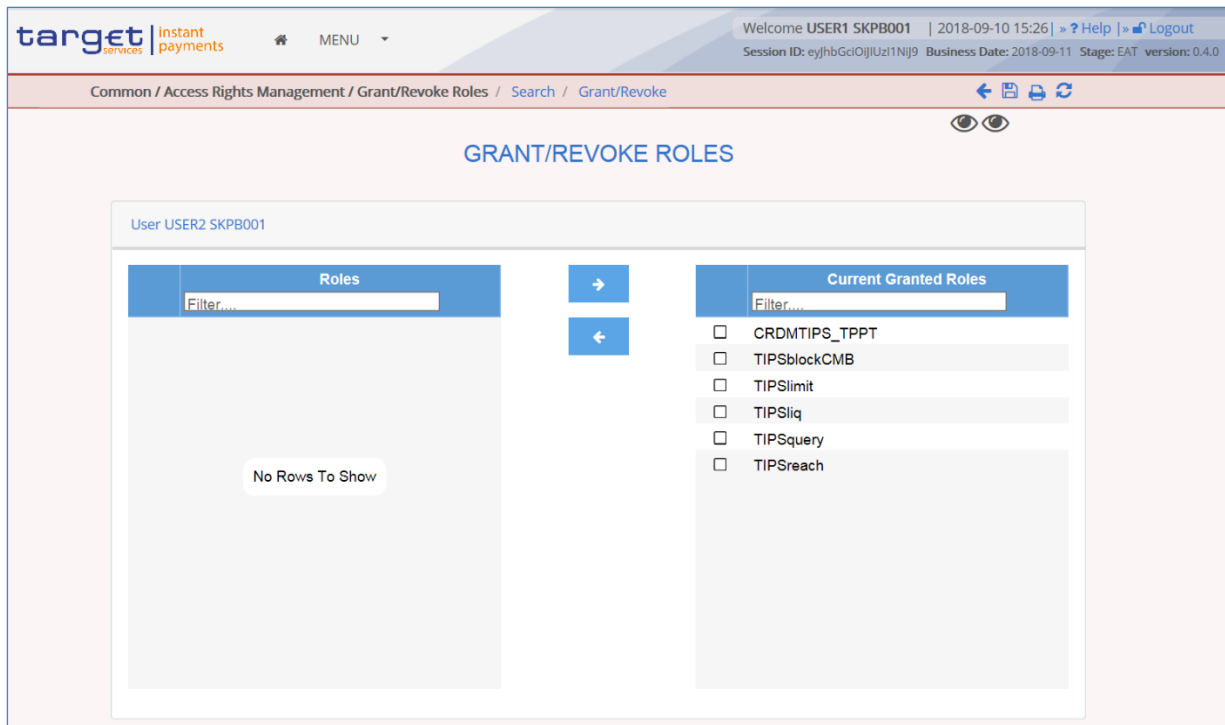 target | instant payments
services
MENU
Welcome USER1 SKPB001 | 2018-09-10 15:26 | » ? Help | » Logout
Session ID: eyJhbGciOiJIUzI1NiJ9 Business Date: 2018-09-11 Stage: EAT version: 0.4.0
Common / Access Rights Management / Grant/Revoke Roles / Search / Grant/Revoke
GRANT/REVOKE ROLES
User USER2 SKPB001
Roles
Filter....
No Rows To Show
Current Granted Roles
Filter....
CRDMTIPS_TPPT
TIPSblockCMB
TIPSlimit
TIPSliq
TIPSquery
TIPSreach